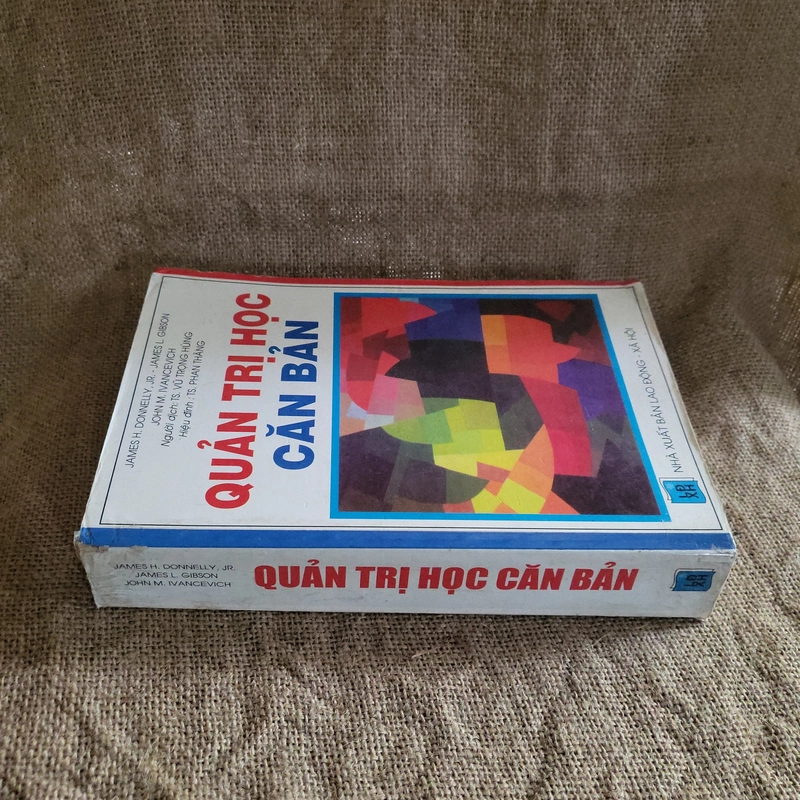 JAMES H. DONNELLY, JR. - JAMES L. GIBSON
JOHN M. IVANCEVICH
Người dịch: TS. VŨ TRỌNG HÙNG
Hiệu đính : TS. PHAN THĂNG
QUẢN TRỊ HỌC
CĂN BẢN
NHÀ XUẤT BẢN LAO ĐỘNG - XÃ HỘI
JAMES H. DONNELLY, JR.
JAMES L. GIBSON
JOHN M. IVANCEVICH
QUẢN TRỊ HỌC CĂN BẢN